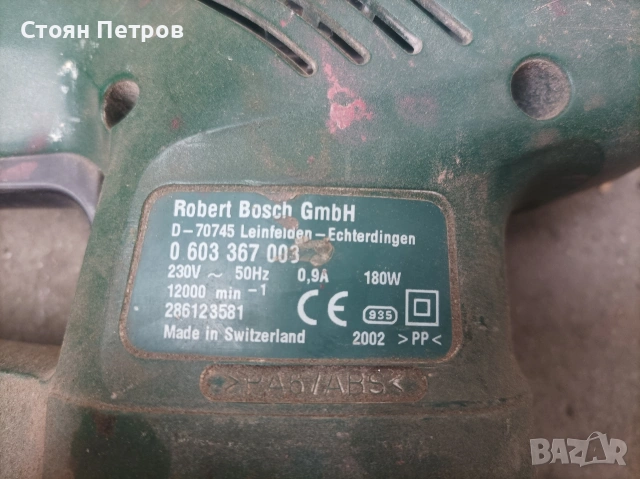 Стоян Петров
Robert Bosch GmbH
D-70745 Leinfelden-Echterdingen
0 603 367 003
230V ~ 50Hz 0,9A 180W
12000 min -1
286123581
CE 935
Made in Switzerland 2002 >PP<
>PA6/ABS<
BAZAR